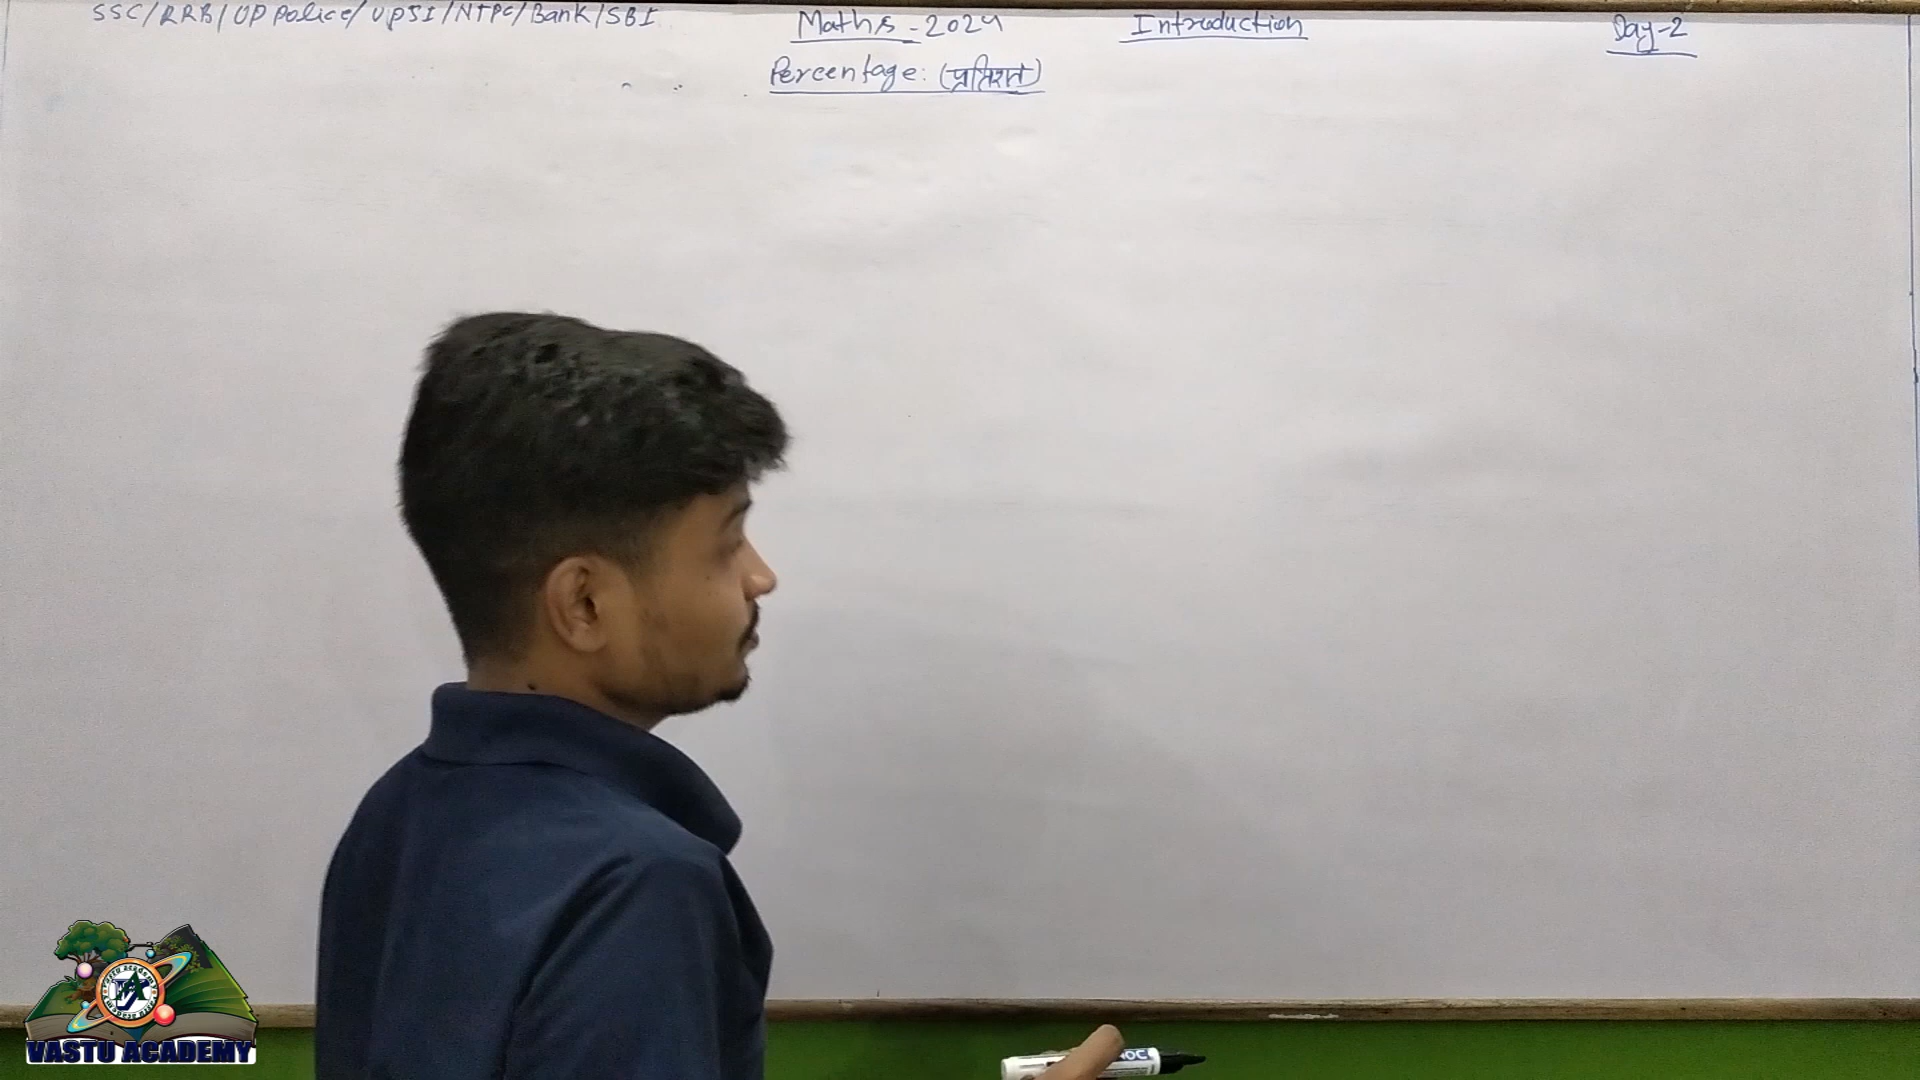 SSC/RRB/UP Police/UPSI/NTPC/Bank/SBI Maths-2024 Introduction Day-2
Percentage: (प्रतिशत)
VASTU ACADEMY